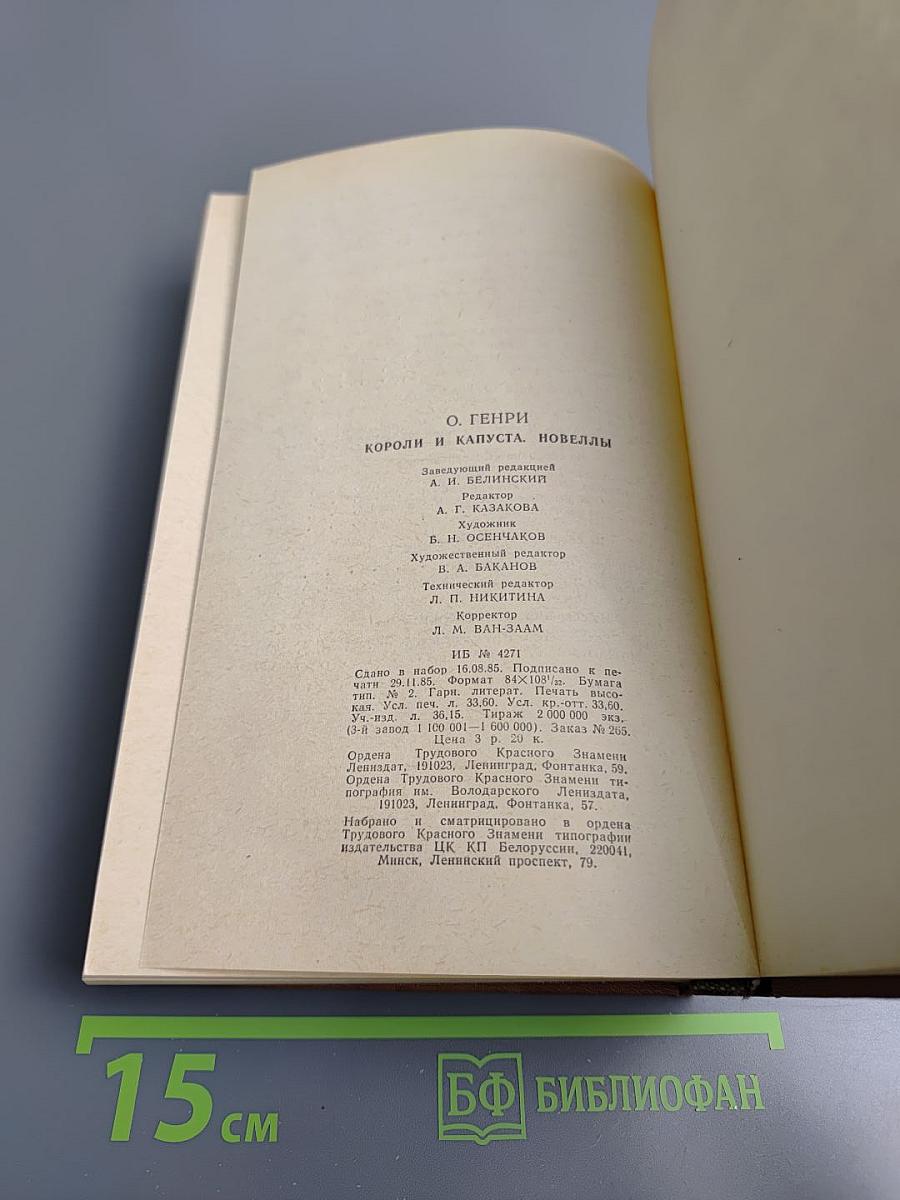 О. ГЕНРИ
КОРОЛИ И КАПУСТА. НОВЕЛЛЫ
Заведующий редакцией
А. И. БЕЛИНСКИЙ
Редактор
А. Г. КАЗАКОВА
Художник
Б. Н. ОСЕНЧАКОВ
Художественный редактор
В. А. БАКАНОВ
Технический редактор
Л. П. НИКИТИНА
Корректор
Л. М. ВАН-ЗААМ
ИБ № 4271
Сдано в набор 16.08.85. Подписано к пе-
чати 29.11.85. Формат 84×108¹/₃₂. Бумага
тип. № 2. Гарн. литерат. Печать высо-
кая. Усл. печ. л. 33,60. Усл. кр.-отт. 33,60.
Уч.-изд. л. 36,15. Тираж 2 000 000 экз.
(3-й завод 1 100 001—1 600 000). Заказ № 265.
Цена 3 р. 20 к.
Ордена Трудового Красного Знамени
Лениздат, 191023, Ленинград, Фонтанка, 59.
Ордена Трудового Красного Знамени ти-
пография им. Володарского Лениздата,
191023, Ленинград, Фонтанка, 57.
Набрано и сматрицировано в ордена
Трудового Красного Знамени типографии
издательства ЦК КП Белоруссии, 220041,
Минск, Ленинский проспект, 79.
15 см
БФ БИБЛИОФАН